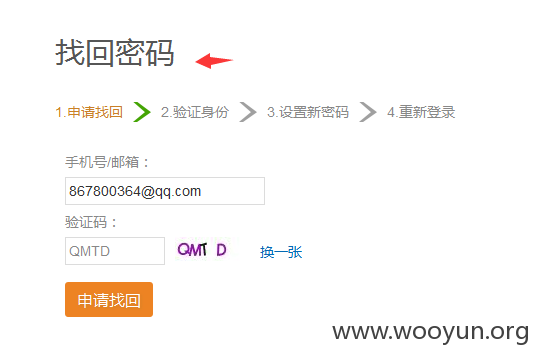 找回密码
1.申请找回 2.验证身份 3.设置新密码 4.重新登录
手机号/邮箱：
867800364@qq.com
验证码：
QMTD QMTD 换一张
申请找回
www.wooyun.org